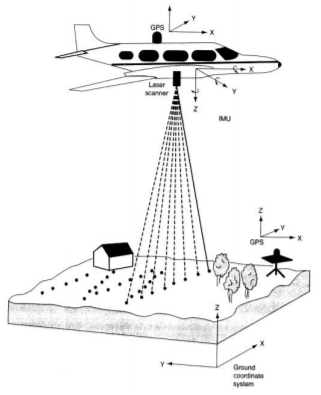 Y
GPS
X
X
Laser
scanner
Y
Z
IMU
Z
Y
GPS
X
Z
Y
X
Ground
coordinate
system